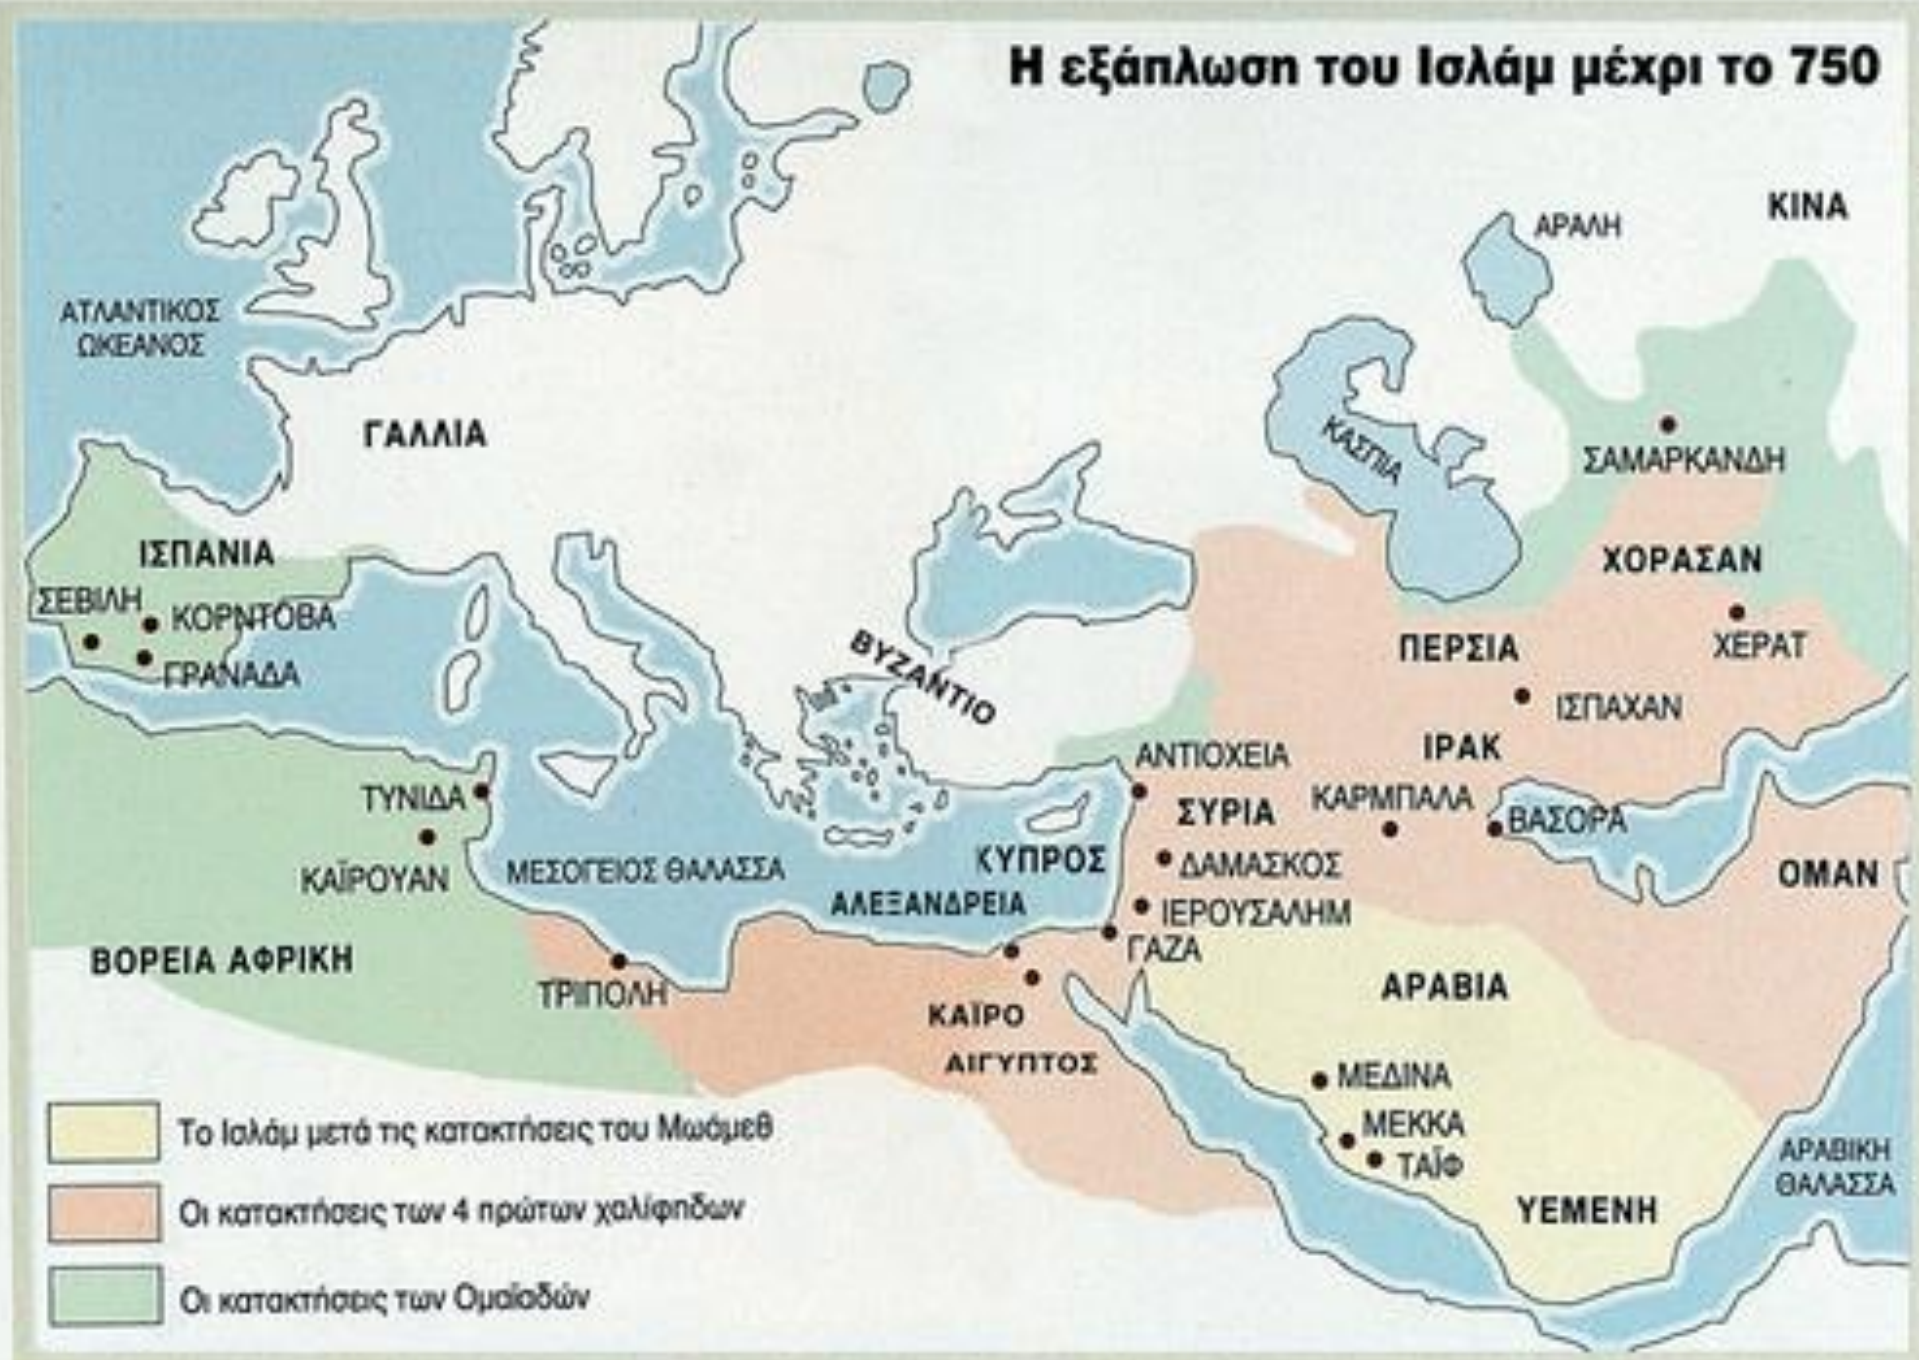 Η εξάπλωση του Ισλάμ μέχρι το 750
ΚΙΝΑ
ΑΡΑΛΗ
ΑΤΛΑΝΤΙΚΟΣ
ΩΚΕΑΝΟΣ
ΓΑΛΛΙΑ
ΚΑΣΠΙΑ
ΣΑΜΑΡΚΑΝΔΗ
ΙΣΠΑΝΙΑ
ΧΟΡΑΣΑΝ
ΣΕΒΙΛΗ
ΚΟΡΝΤΟΒΑ
ΓΡΑΝΑΔΑ
ΒΥΖΑΝΤΙΟ
ΠΕΡΣΙΑ
ΧΕΡΑΤ
ΙΣΠΑΧΑΝ
ΑΝΤΙΟΧΕΙΑ
ΙΡΑΚ
ΤΥΝΙΔΑ
ΣΥΡΙΑ
ΚΑΡΜΠΑΛΑ
ΒΑΣΟΡΑ
ΚΑΪΡΟΥΑΝ
ΜΕΣΟΓΕΙΟΣ ΘΑΛΑΣΣΑ
ΚΥΠΡΟΣ
ΔΑΜΑΣΚΟΣ
ΟΜΑΝ
ΑΛΕΞΑΝΔΡΕΙΑ
ΙΕΡΟΥΣΑΛΗΜ
ΓΑΖΑ
ΒΟΡΕΙΑ ΑΦΡΙΚΗ
ΤΡΙΠΟΛΗ
ΑΡΑΒΙΑ
ΚΑΪΡΟ
ΑΙΓΥΠΤΟΣ
ΜΕΔΙΝΑ
ΜΕΚΚΑ
ΤΑΪΦ
ΑΡΑΒΙΚΗ
ΘΑΛΑΣΣΑ
ΥΕΜΕΝΗ
Το Ισλάμ μετά τις κατακτήσεις του Μωάμεθ
Οι κατακτήσεις των 4 πρώτων χαλίφηδων
Οι κατακτήσεις των Ομαϊαδών